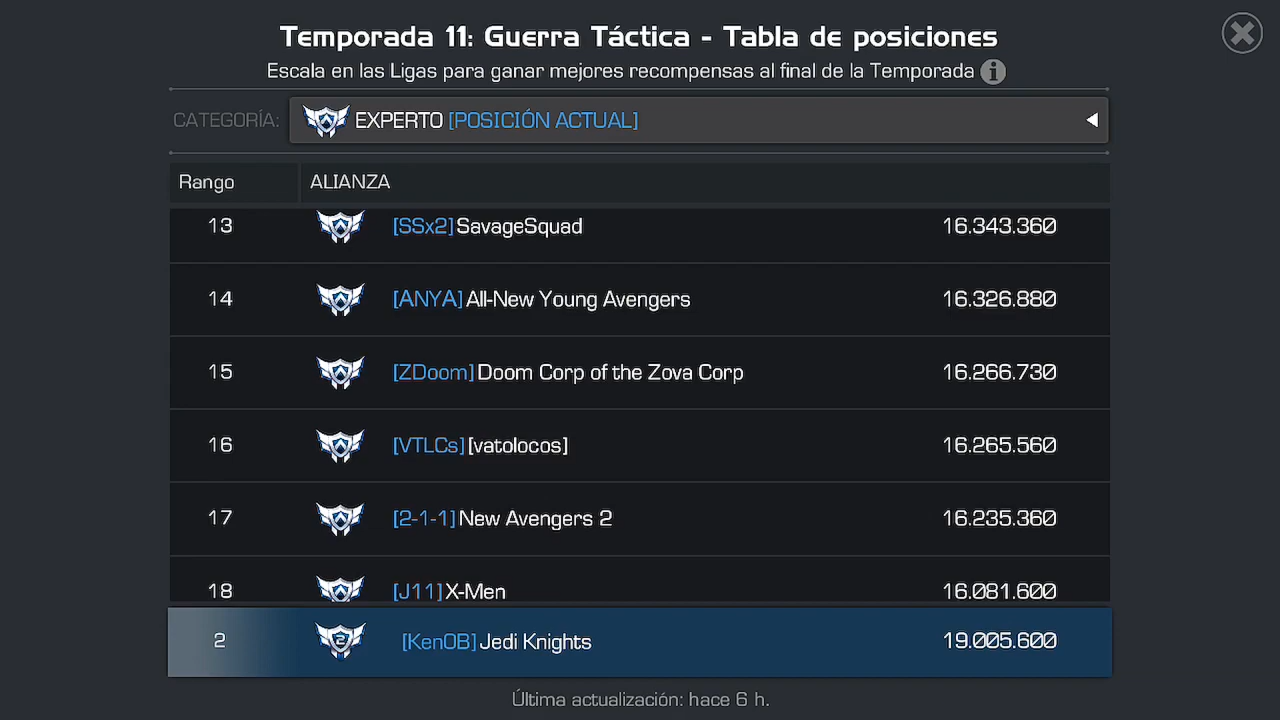 Temporada 11: Guerra Táctica - Tabla de posiciones
Escala en las Ligas para ganar mejores recompensas al final de la Temporada
CATEGORÍA: EXPERTO [POSICIÓN ACTUAL]
Rango ALIANZA
13 [SSx2]SavageSquad 16.343.360
14 [ANYA]All-New Young Avengers 16.326.880
15 [ZDoom]Doom Corp of the Zova Corp 16.266.730
16 [VTLCs][vatolocos] 16.265.560
17 [2-1-1]New Avengers 2 16.235.360
18 [J11]X-Men 16.081.600
2 2 [KenOB]Jedi Knights 19.005.600
Última actualización: hace 6 h.